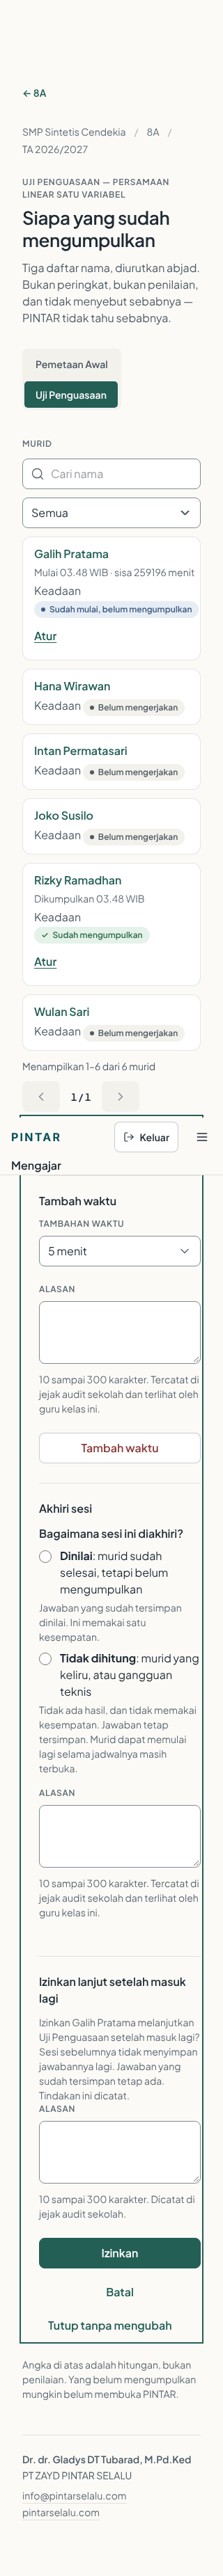 ← 8A
SMP Sintetis Cendekia / 8A /
TA 2026/2027
UJI PENGUASAAN — PERSAMAAN
LINEAR SATU VARIABEL
Siapa yang sudah
mengumpulkan
Tiga daftar nama, diurutkan abjad.
Bukan peringkat, bukan penilaian,
dan tidak menyebut sebabnya —
PINTAR tidak tahu sebabnya.
Pemetaan Awal
Uji Penguasaan
MURID
Cari nama
Semua
Galih Pratama
Mulai 03.48 WIB · sisa 259196 menit
Keadaan
Sudah mulai, belum mengumpulkan
Atur
Hana Wirawan
Keadaan Belum mengerjakan
Intan Permatasari
Keadaan Belum mengerjakan
Joko Susilo
Keadaan Belum mengerjakan
Rizky Ramadhan
Dikumpulkan 03.48 WIB
Keadaan
Sudah mengumpulkan
Atur
Wulan Sari
Keadaan Belum mengerjakan
Menampilkan 1–6 dari 6 murid
1 / 1
PINTAR
Keluar
Mengajar
Tambah waktu
TAMBAHAN WAKTU
5 menit
ALASAN
10 sampai 300 karakter. Tercatat di
jejak audit sekolah dan terlihat oleh
guru kelas ini.
Tambah waktu
Akhiri sesi
Bagaimana sesi ini diakhiri?
Dinilai: murid sudah
selesai, tetapi belum
mengumpulkan
Jawaban yang sudah tersimpan
dinilai. Ini memakai satu
kesempatan.
Tidak dihitung: murid yang
keliru, atau gangguan
teknis
Tidak ada hasil, dan tidak memakai
kesempatan. Jawaban tetap
tersimpan. Murid dapat memulai
lagi selama jadwalnya masih
terbuka.
ALASAN
10 sampai 300 karakter. Tercatat di
jejak audit sekolah dan terlihat oleh
guru kelas ini.
Izinkan lanjut setelah masuk
lagi
Izinkan Galih Pratama melanjutkan
Uji Penguasaan setelah masuk lagi?
Sesi sebelumnya tidak menyimpan
jawabannya lagi. Jawaban yang
sudah tersimpan tetap ada.
Tindakan ini dicatat.
ALASAN
10 sampai 300 karakter. Dicatat di
jejak audit sekolah.
Izinkan
Batal
Tutup tanpa mengubah
Angka di atas adalah hitungan, bukan
penilaian. Yang belum mengumpulkan
mungkin belum membuka PINTAR.
Dr. dr. Gladys DT Tubarad, M.Pd.Ked
PT ZAYD PINTAR SELALU
info@pintarselalu.com
pintarselalu.com